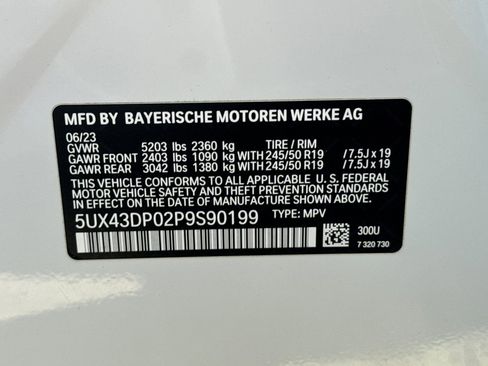 MFD BY BAYERISCHE MOTOREN WERKE AG
06/23
GVWR 5203 lbs 2360 kg TIRE / RIM
GAWR FRONT 2403 lbs 1090 kg WITH 245/50 R19 / 7.5J x 19
GAWR REAR 3042 lbs 1380 kg WITH 245/50 R19 / 7.5J x 19
THIS VEHICLE CONFORMS TO ALL APPLICABLE U. S. FEDERAL
MOTOR VEHICLE SAFETY AND THEFT PREVENTION STANDARDS
IN EFFECT ON THE DATE OF MANUFACTURE SHOWN ABOVE.
5UX43DP02P9S90199 TYPE: MPV
300U
7 320 730